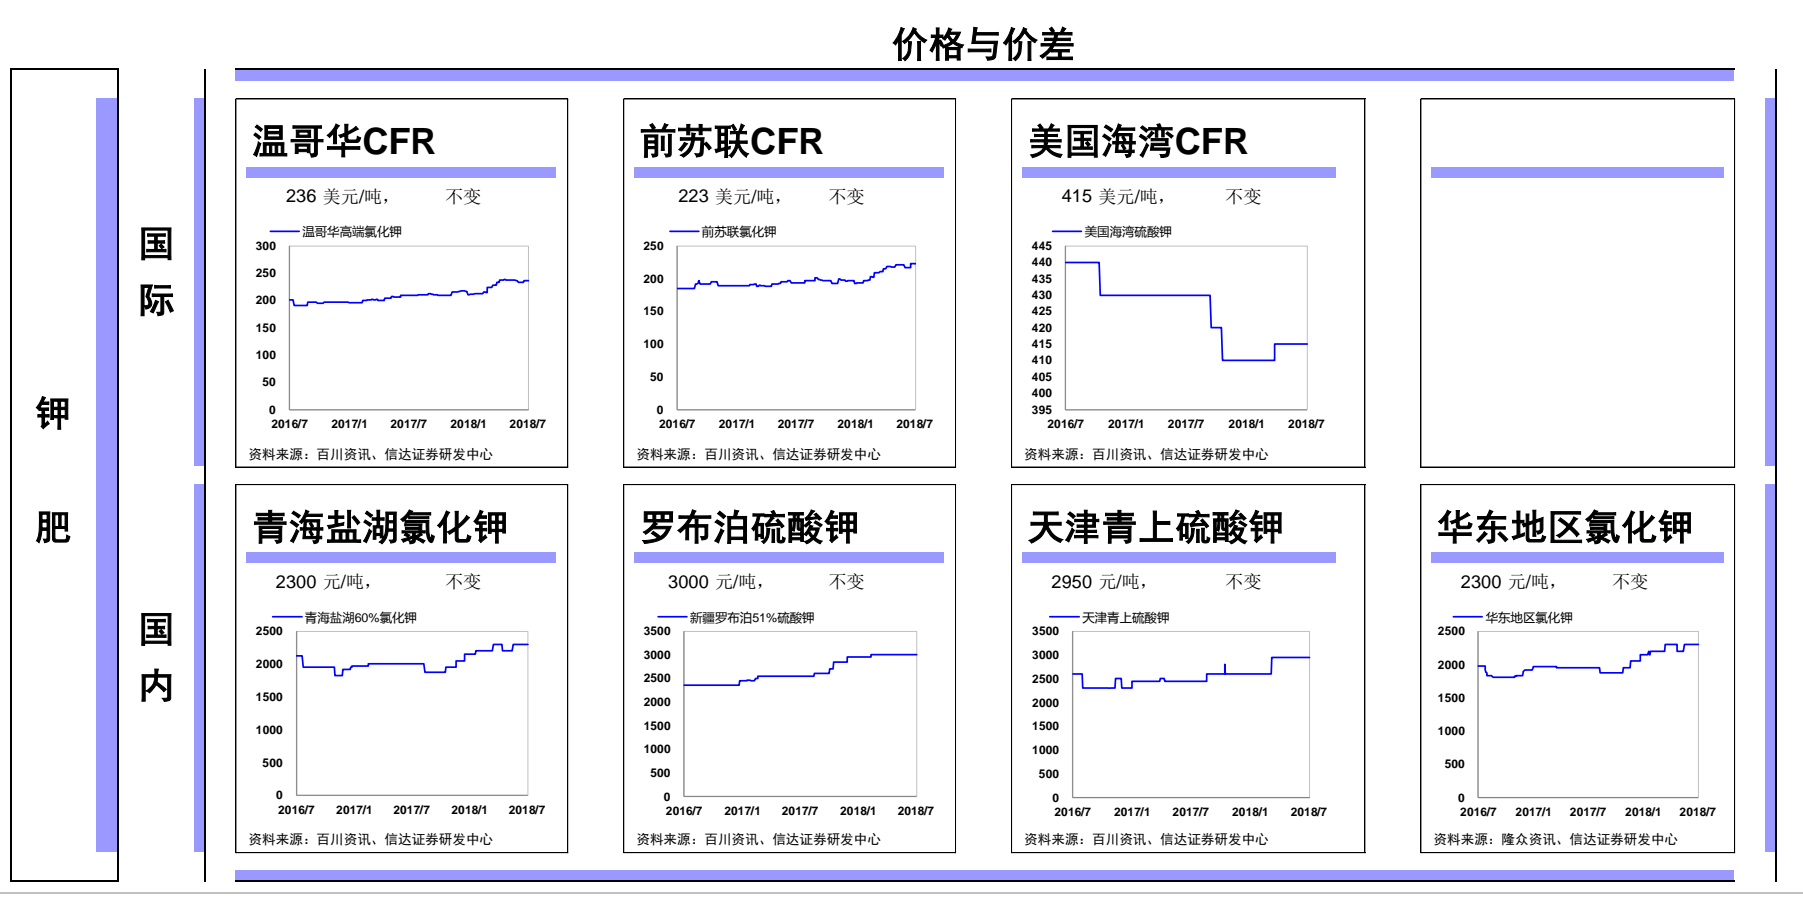 价格与价差
钾
肥
国
际
国
内
温哥华CFR
236 美元/吨， 不变
温哥华高端氯化钾
300
250
200
150
100
50
0
2016/7 2017/1 2017/7 2018/1 2018/7
资料来源：百川资讯、信达证券研发中心
前苏联CFR
223 美元/吨， 不变
前苏联氯化钾
250
200
150
100
50
0
2016/7 2017/1 2017/7 2018/1 2018/7
资料来源：百川资讯、信达证券研发中心
美国海湾CFR
415 美元/吨， 不变
美国海湾硫酸钾
445
440
435
430
425
420
415
410
405
400
395
2016/7 2017/1 2017/7 2018/1 2018/7
资料来源：百川资讯、信达证券研发中心
青海盐湖氯化钾
2300 元/吨， 不变
青海盐湖60%氯化钾
2500
2000
1500
1000
500
0
2016/7 2017/1 2017/7 2018/1 2018/7
资料来源：百川资讯、信达证券研发中心
罗布泊硫酸钾
3000 元/吨， 不变
新疆罗布泊51%硫酸钾
3500
3000
2500
2000
1500
1000
500
0
2016/7 2017/1 2017/7 2018/1 2018/7
资料来源：百川资讯、信达证券研发中心
天津青上硫酸钾
2950 元/吨， 不变
天津青上硫酸钾
3500
3000
2500
2000
1500
1000
500
0
2016/7 2017/1 2017/7 2018/1 2018/7
资料来源：百川资讯、信达证券研发中心
华东地区氯化钾
2300 元/吨， 不变
华东地区氯化钾
2500
2000
1500
1000
500
0
2016/7 2017/1 2017/7 2018/1 2018/7
资料来源：隆众资讯、信达证券研发中心